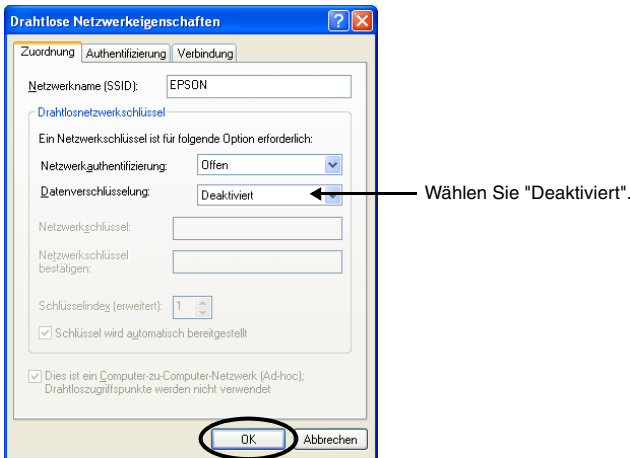 Drahtlose Netzwerkeigenschaften
Zuordnung Authentifizierung Verbindung
Netzwerkname (SSID): EPSON
Drahtlosnetzwerkschlüssel
Ein Netzwerkschlüssel ist für folgende Option erforderlich:
Netzwerkauthentifizierung: Offen
Datenverschlüsselung: Deaktiviert
Wählen Sie "Deaktiviert".
Netzwerkschlüssel:
Netzwerkschlüssel
bestätigen:
Schlüsselindex (erweitert): 1
Schlüssel wird automatisch bereitgestellt
Dies ist ein Computer-zu-Computer-Netzwerk (Ad-hoc);
Drahtloszugriffspunkte werden nicht verwendet
OK Abbrechen